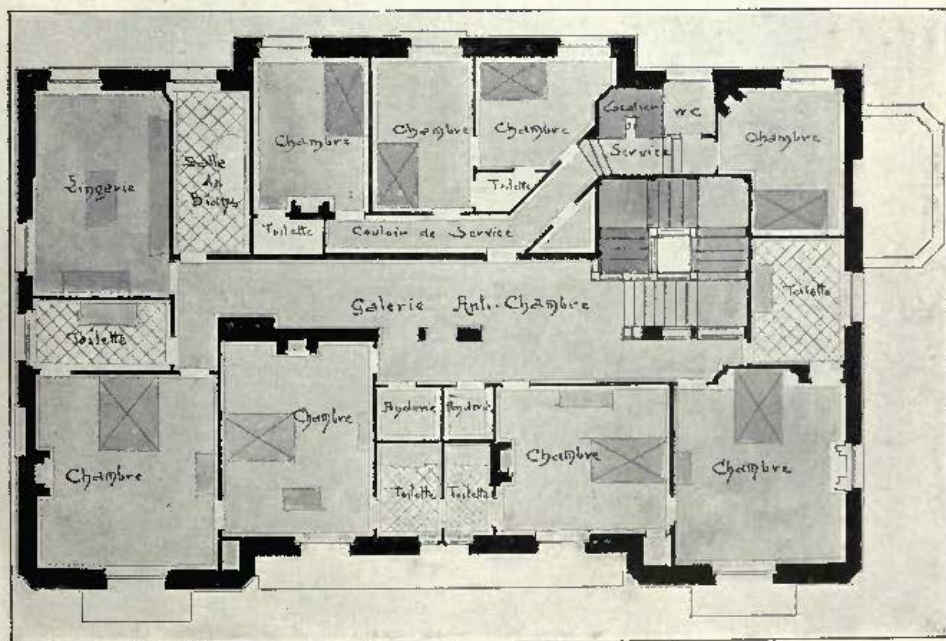 Lingerie
Salle
de
Bains
Chambre
Chambre
Chambre
Escalier
de
Service
W.C
Chambre
Toilette
Toilette
Couloir de Service
Galerie Anti-Chambre
Toilette
Toilette
Chambre
Chambre
Penderie
Penderie
Toilette
Toilette
Chambre
Chambre